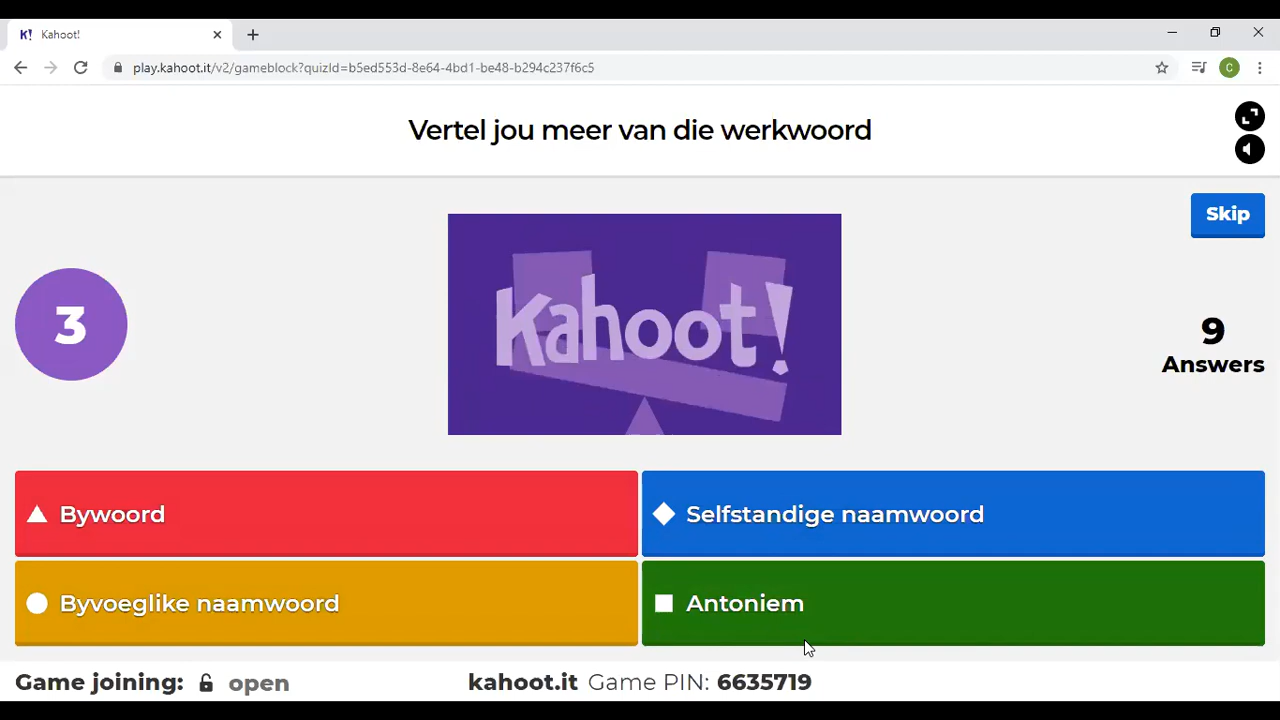 K! Kahoot!
play.kahoot.it/v2/gameblock?quizId=b5ed553d-8e64-4bd1-be48-b294c237f6c5
C
Vertel jou meer van die werkwoord
Skip
3
Kahoot!
9
Answers
Bywoord
Selfstandige naamwoord
Byvoeglike naamwoord
Antoniem
Game joining: open
kahoot.it Game PIN: 6635719